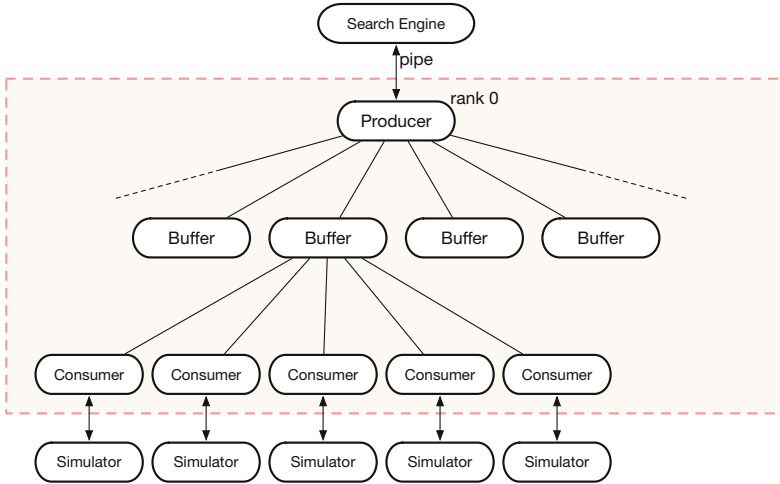 Search Engine
pipe
rank 0
Producer
Buffer Buffer Buffer Buffer
Consumer Consumer Consumer Consumer Consumer
Simulator Simulator Simulator Simulator Simulator